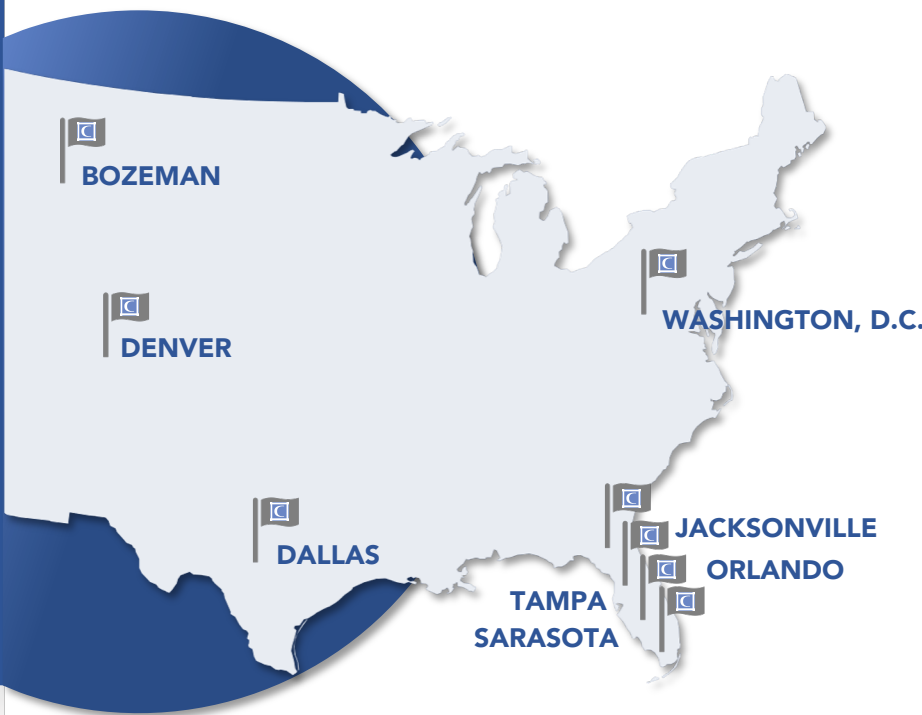 BOZEMAN
DENVER
WASHINGTON, D.C.
DALLAS
JACKSONVILLE
ORLANDO
TAMPA
SARASOTA